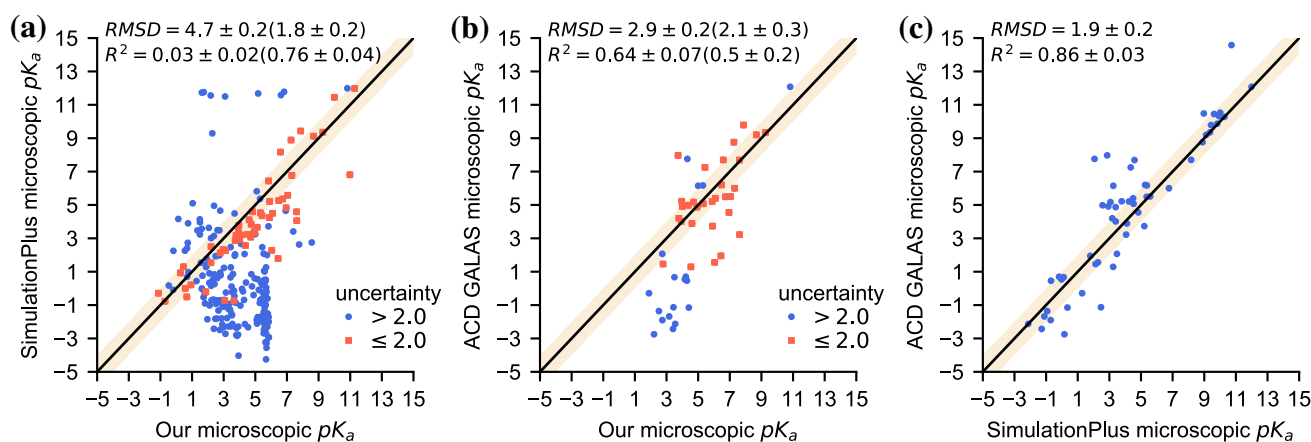 (a)
RMSD = 4.7 ± 0.2(1.8 ± 0.2)
R² = 0.03 ± 0.02(0.76 ± 0.04)
SimulationPlus microscopic pKₐ
15
13
11
9
7
5
3
1
−1
−3
−5
−5 −3 −1 1 3 5 7 9 11 13 15
Our microscopic pKₐ
uncertainty
> 2.0
≤ 2.0
(b)
RMSD = 2.9 ± 0.2(2.1 ± 0.3)
R² = 0.64 ± 0.07(0.5 ± 0.2)
ACD GALAS microscopic pKₐ
15
13
11
9
7
5
3
1
−1
−3
−5
−5 −3 −1 1 3 5 7 9 11 13 15
Our microscopic pKₐ
uncertainty
> 2.0
≤ 2.0
(c)
RMSD = 1.9 ± 0.2
R² = 0.86 ± 0.03
ACD GALAS microscopic pKₐ
15
13
11
9
7
5
3
1
−1
−3
−5
−5 −3 −1 1 3 5 7 9 11 13 15
SimulationPlus microscopic pKₐ